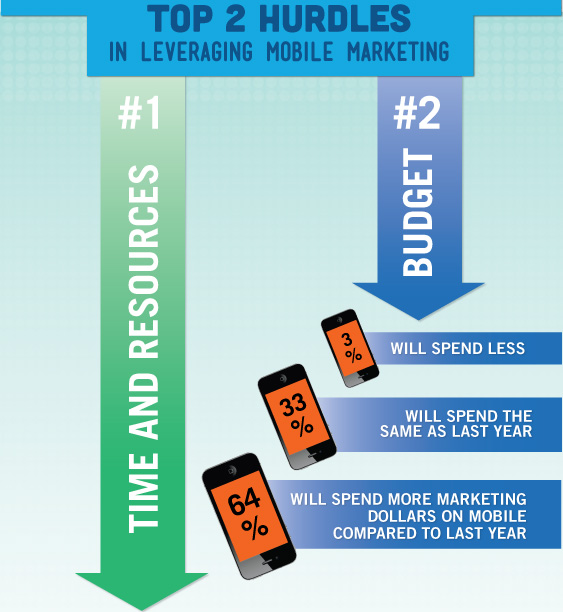 TOP 2 HURDLES
IN LEVERAGING MOBILE MARKETING
#1
TIME AND RESOURCES
#2
BUDGET
3
%
WILL SPEND LESS
33
%
WILL SPEND THE
SAME AS LAST YEAR
64
%
WILL SPEND MORE MARKETING
DOLLARS ON MOBILE
COMPARED TO LAST YEAR